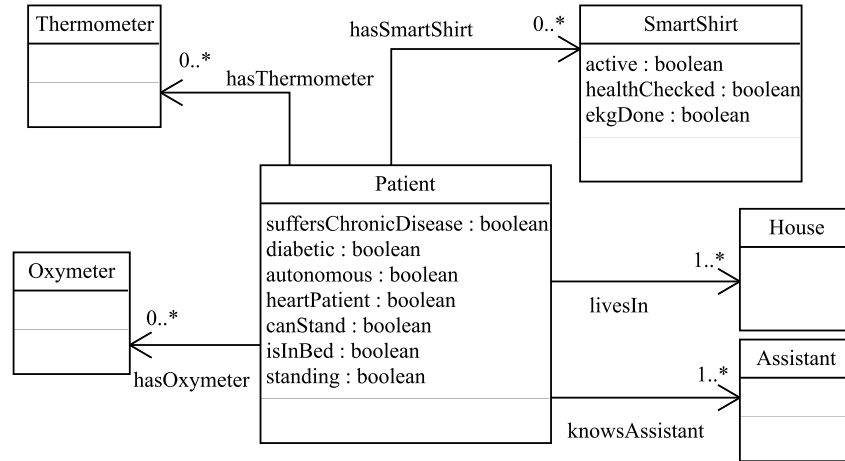 Thermometer
0..*
hasThermometer
hasSmartShirt
0..*
SmartShirt
active : boolean
healthChecked : boolean
ekgDone : boolean
Patient
suffersChronicDisease : boolean
diabetic : boolean
autonomous : boolean
heartPatient : boolean
canStand : boolean
isInBed : boolean
standing : boolean
Oxymeter
0..*
hasOxymeter
House
1..*
livesIn
Assistant
1..*
knowsAssistant